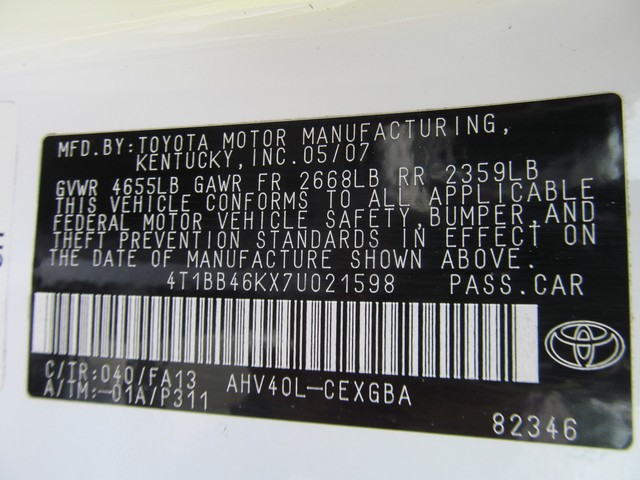 MFD.BY:TOYOTA MOTOR MANUFACTURING,
KENTUCKY,INC.05/07
GVWR 4655LB GAWR FR 2668LB RR 2359LB
THIS VEHICLE CONFORMS TO ALL APPLICABLE
FEDERAL MOTOR VEHICLE SAFETY,BUMPER,AND
THEFT PREVENTION STANDARDS IN EFFECT ON
THE DATE OF MANUFACTURE SHOWN ABOVE.
4T1BB46KX7U021598 PASS.CAR
C/TR:040/FA13 AHV40L-CEXGBA
A/TM:-01A/P311
82346